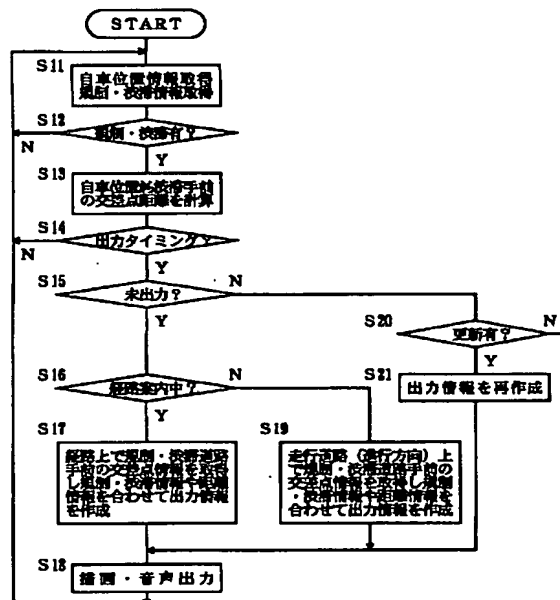 START
S11
自車位置情報取得
規制・渋滞情報取得
S12
規制・渋滞有?
N
Y
S13
自車位置から渋滞手前
の交差点距離を計算
S14
出力タイミング?
N
Y
S15
未出力?
N
Y
S20
更新有?
N
Y
S21
出力情報を再作成
S16
経路案内中?
N
Y
S17
経路上で規制・渋滞道路
手前の交差点情報を取得
し規制・渋滞情報や距離
情報を合わせて出力情報
を作成
S19
走行道路(進行方向)上
で規制・渋滞道路手前の
交差点情報を取得し規制
・渋滞情報や距離情報を
合わせて出力情報を作成
S18
描画・音声出力